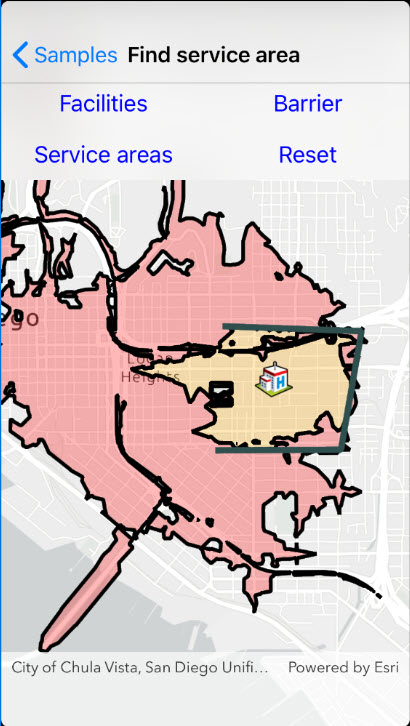 Samples Find service area
Facilities Barrier
Service areas Reset
ego
Logan
Heights
H
City of Chula Vista, San Diego Unifi... Powered by Esri